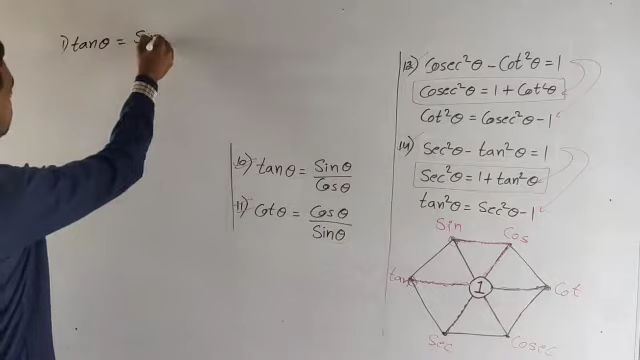 1) tanθ = Sin
10) tanθ = Sinθ
Cosθ
11) Cotθ = Cosθ
Sinθ
13) Cosec²θ - Cot²θ = 1
Cosec²θ = 1 + Cot²θ
Cot²θ = Cosec²θ - 1
14) Sec²θ - tan²θ = 1
Sec²θ = 1 + tan²θ
tan²θ = Sec²θ - 1
Sin Cos
tan 1 Cot
Sec Cosec